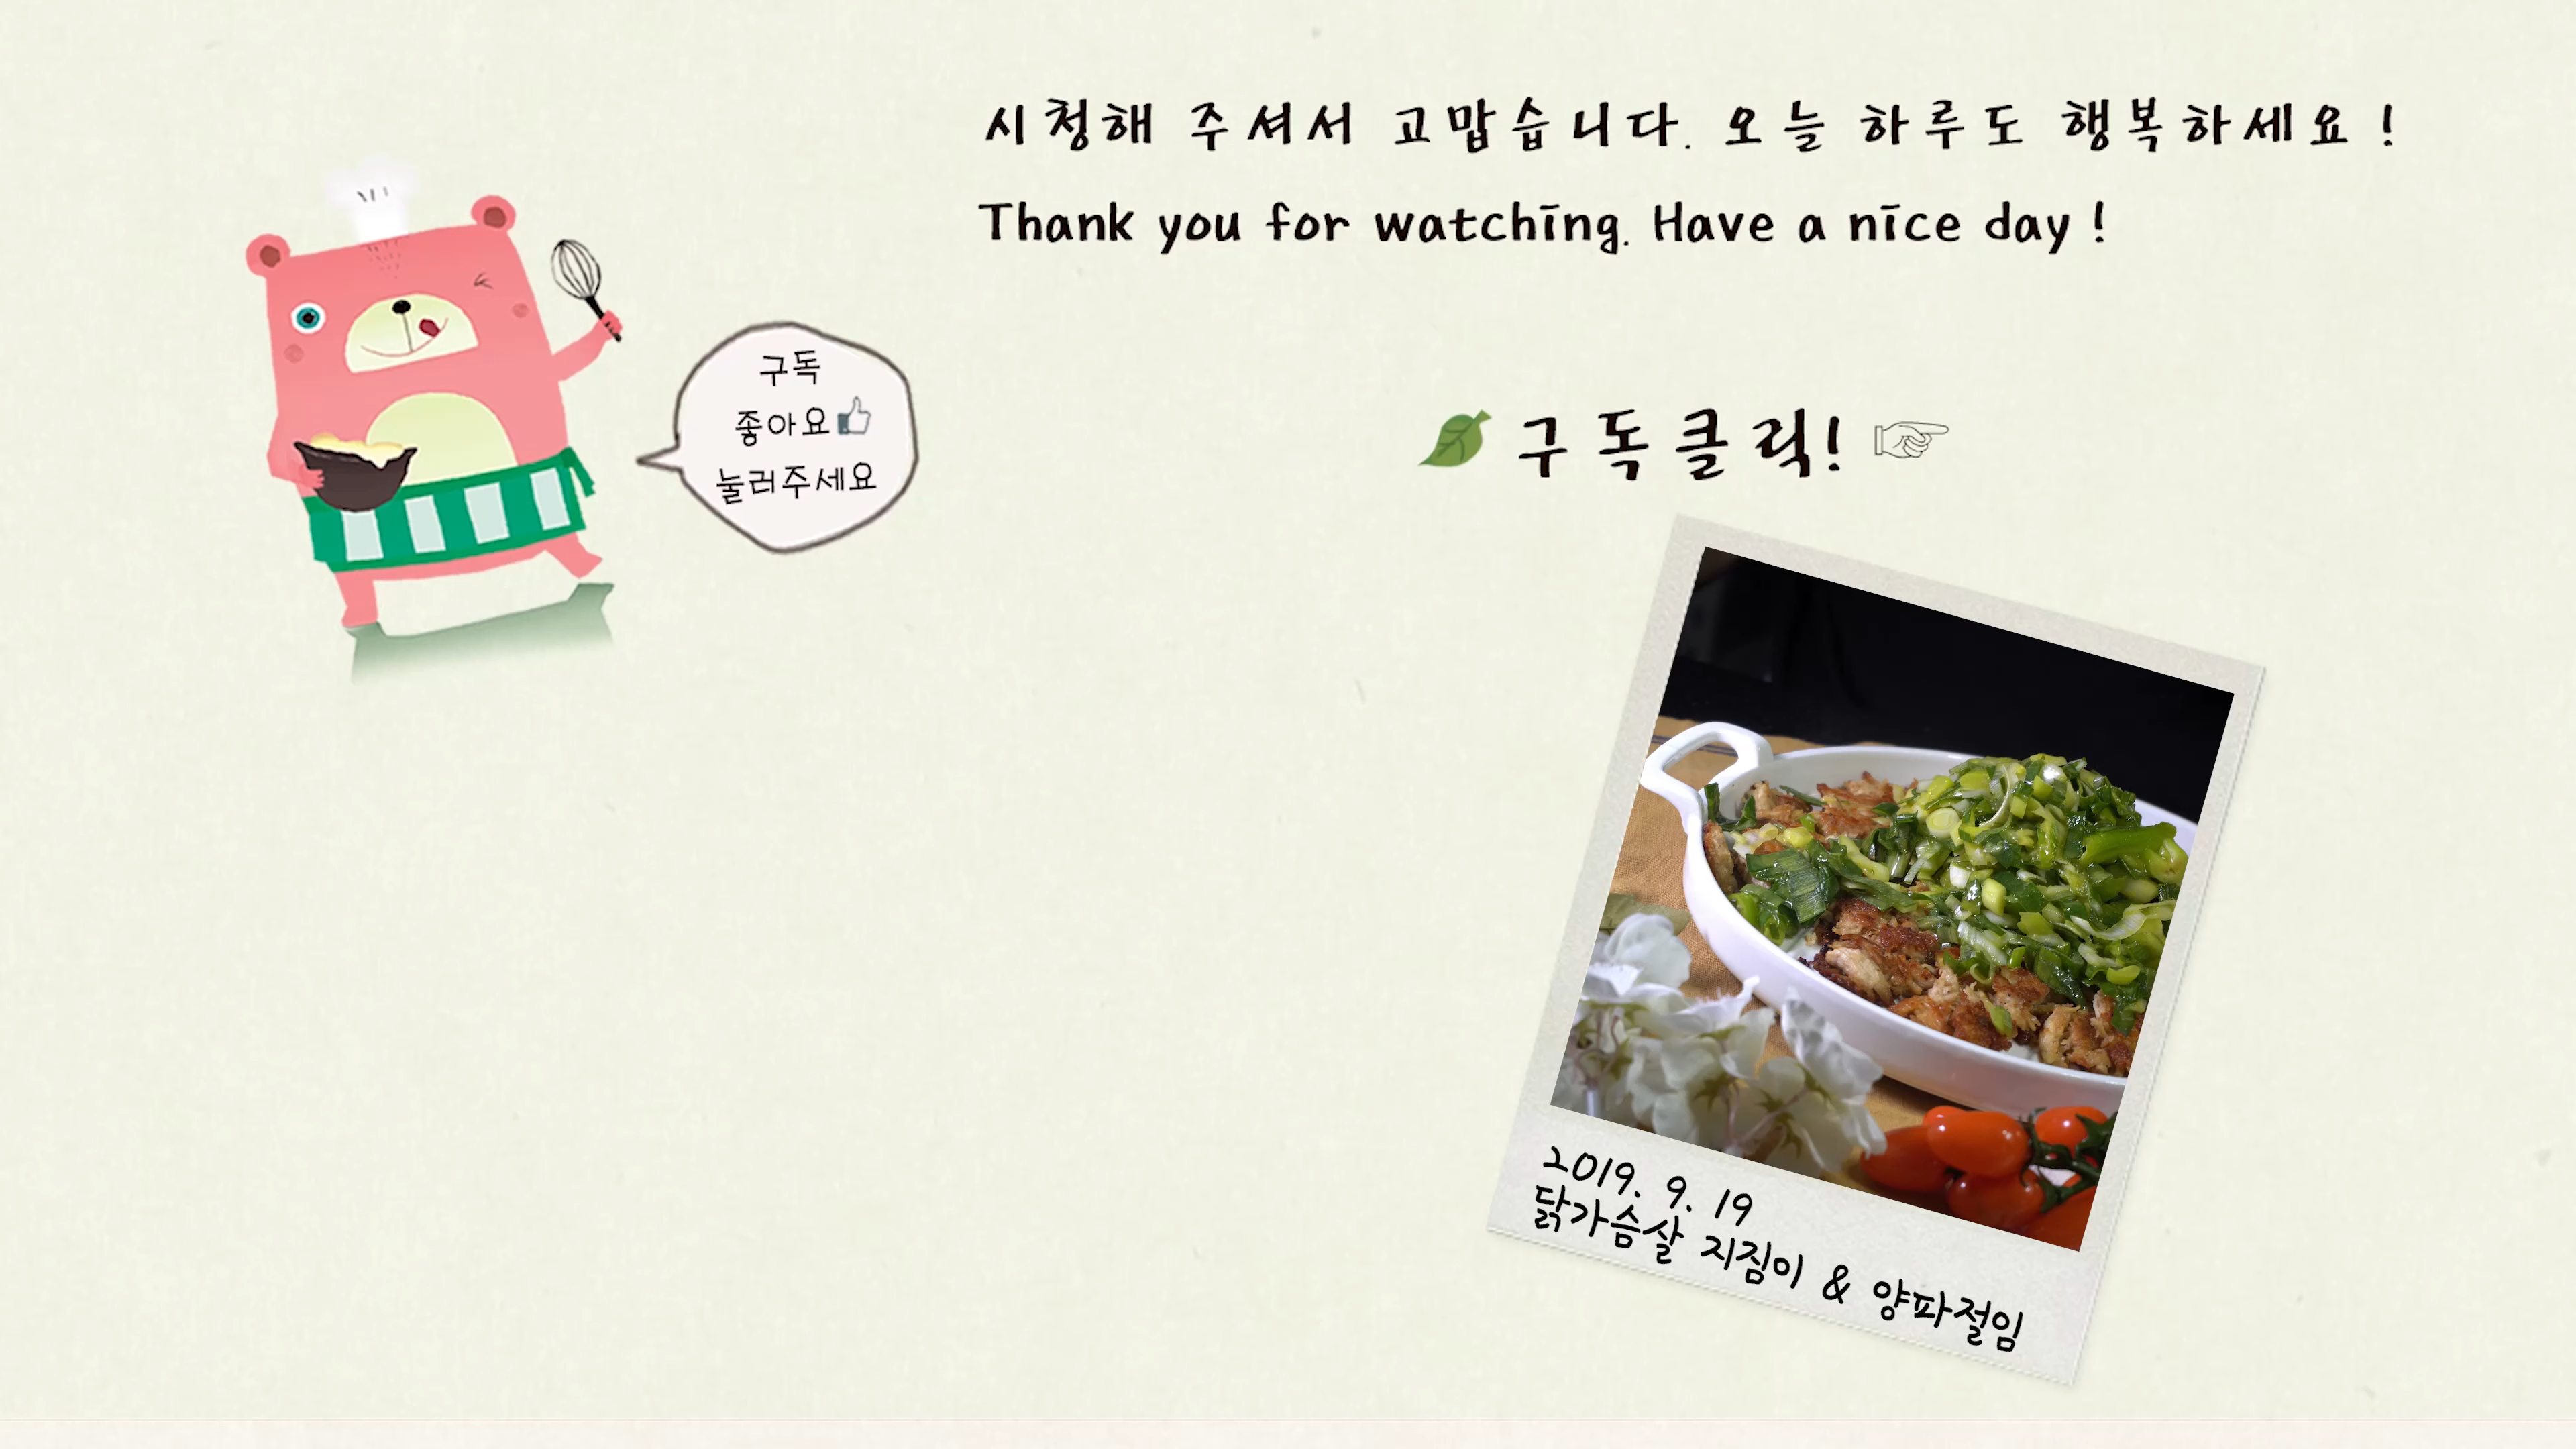 시청해 주셔서 고맙습니다. 오늘 하루도 행복하세요 !
Thank you for watching. Have a nice day !
구독
좋아요
눌러주세요
구독클릭!
2019. 9. 19
닭가슴살 지짐이 & 양파절임